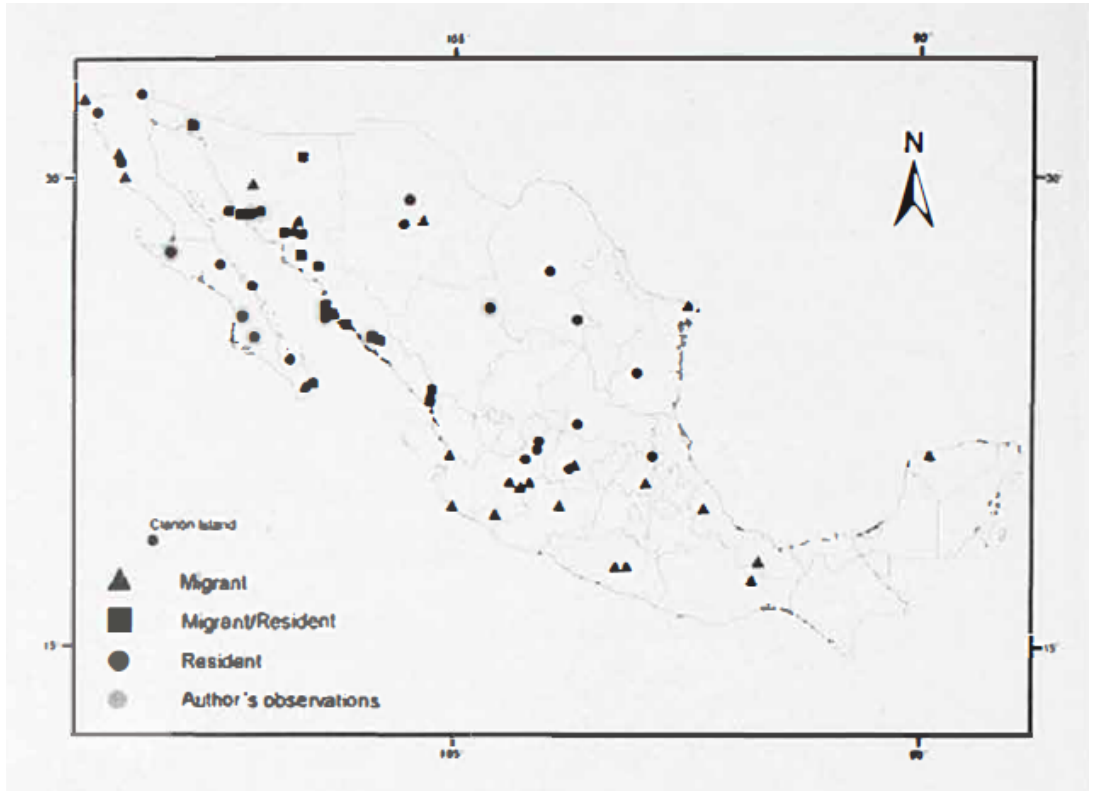 105°
90°
N
30°
30°
Clarion Island
Migrant
Migrant/Resident
Resident
15°
15°
Author's observations
105°
90°